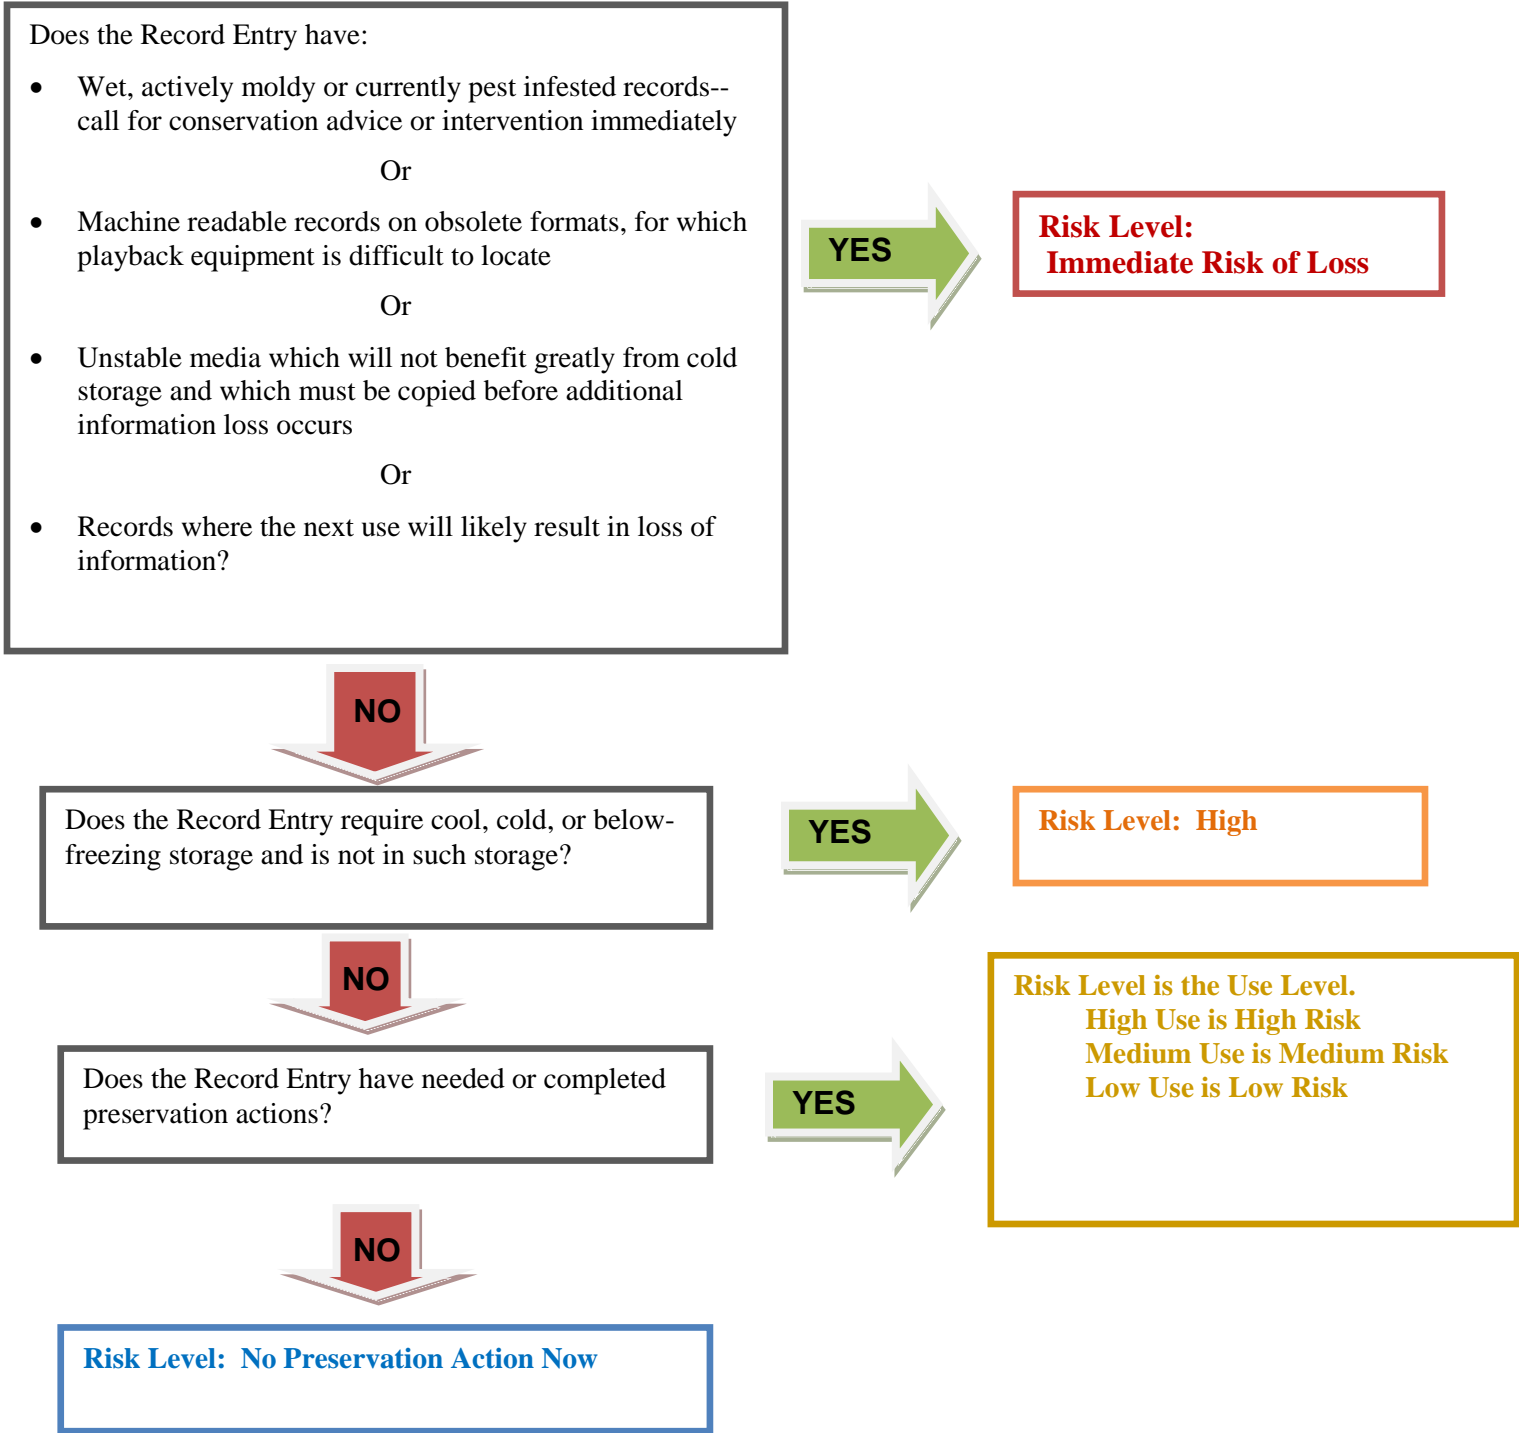 Does the Record Entry have:
• Wet, actively moldy or currently pest infested records--
call for conservation advice or intervention immediately
Or
• Machine readable records on obsolete formats, for which
playback equipment is difficult to locate
Or
• Unstable media which will not benefit greatly from cold
storage and which must be copied before additional
information loss occurs
Or
• Records where the next use will likely result in loss of
information?
YES
Risk Level:
Immediate Risk of Loss
NO
Does the Record Entry require cool, cold, or below-
freezing storage and is not in such storage?
YES
Risk Level: High
NO
Does the Record Entry have needed or completed
preservation actions?
YES
Risk Level is the Use Level.
High Use is High Risk
Medium Use is Medium Risk
Low Use is Low Risk
NO
Risk Level: No Preservation Action Now